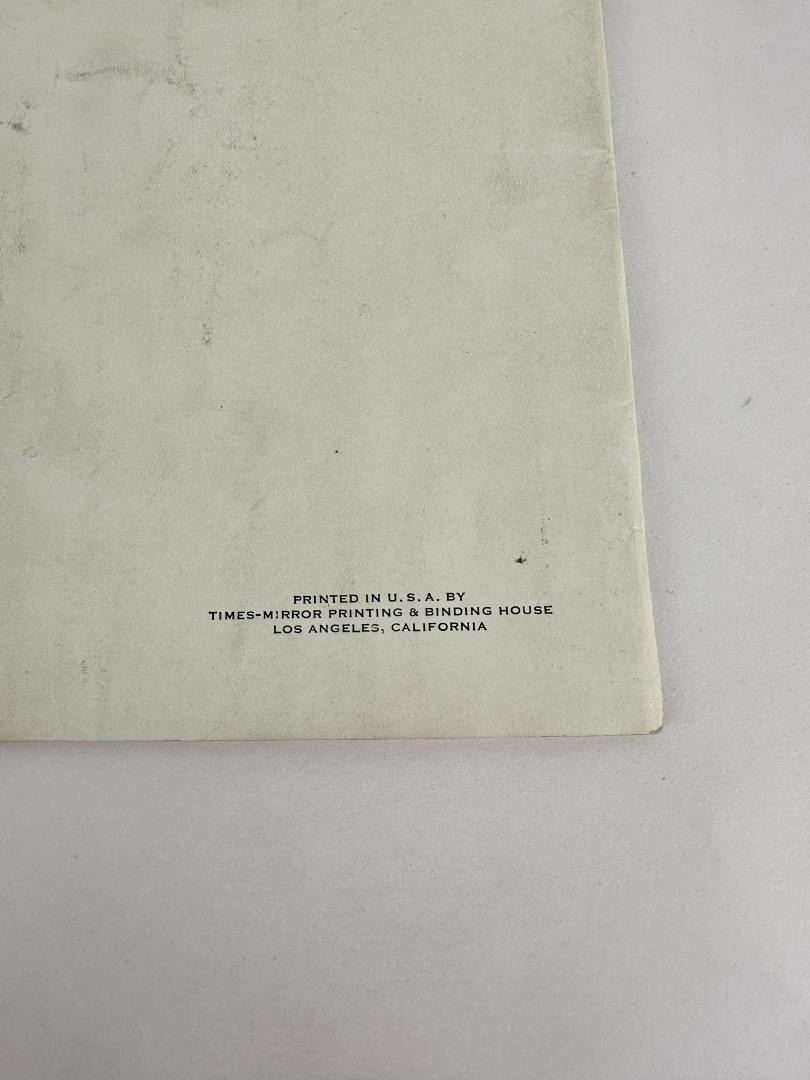 PRINTED IN U.S.A. BY
TIMES-MIRROR PRINTING & BINDING HOUSE
LOS ANGELES, CALIFORNIA